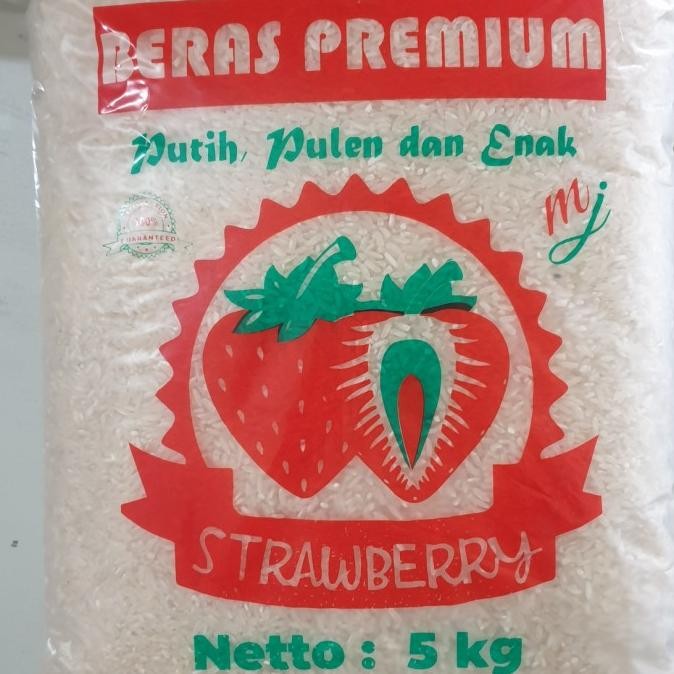 BERAS PREMIUM
Putih, Pulen dan Enak
mj
100%
GUARANTEED
STRAWBERRY
Netto : 5 kg